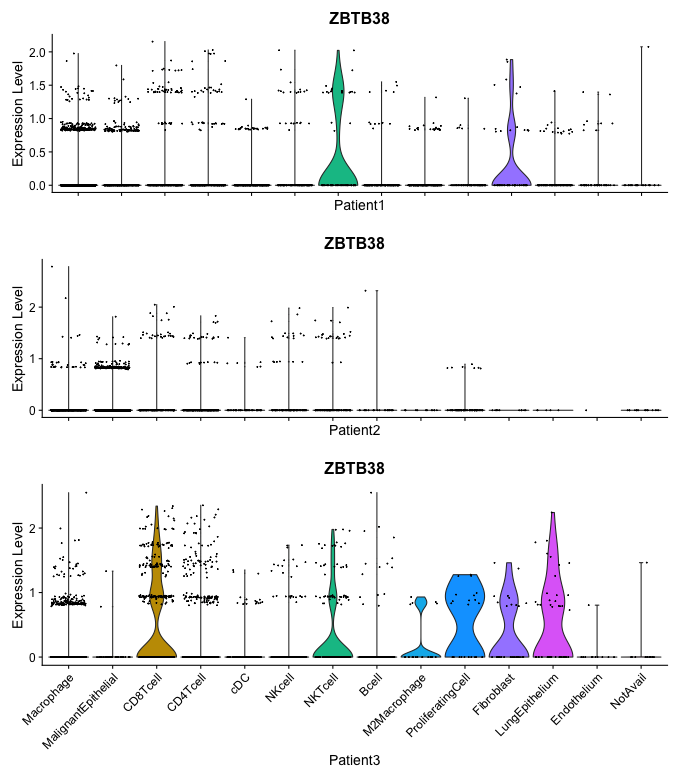 ZBTB38
Expression Level
2.0
1.5
1.0
0.5
0.0
Patient1
ZBTB38
Expression Level
2
1
0
Patient2
ZBTB38
Expression Level
2
1
0
Macrophage
MalignantEpithelial
CD8Tcell
CD4Tcell
cDC
NKcell
NKTcell
Bcell
M2Macrophage
ProliferatingCell
Fibroblast
LungEpithelium
Endothelium
NotAvail
Patient3